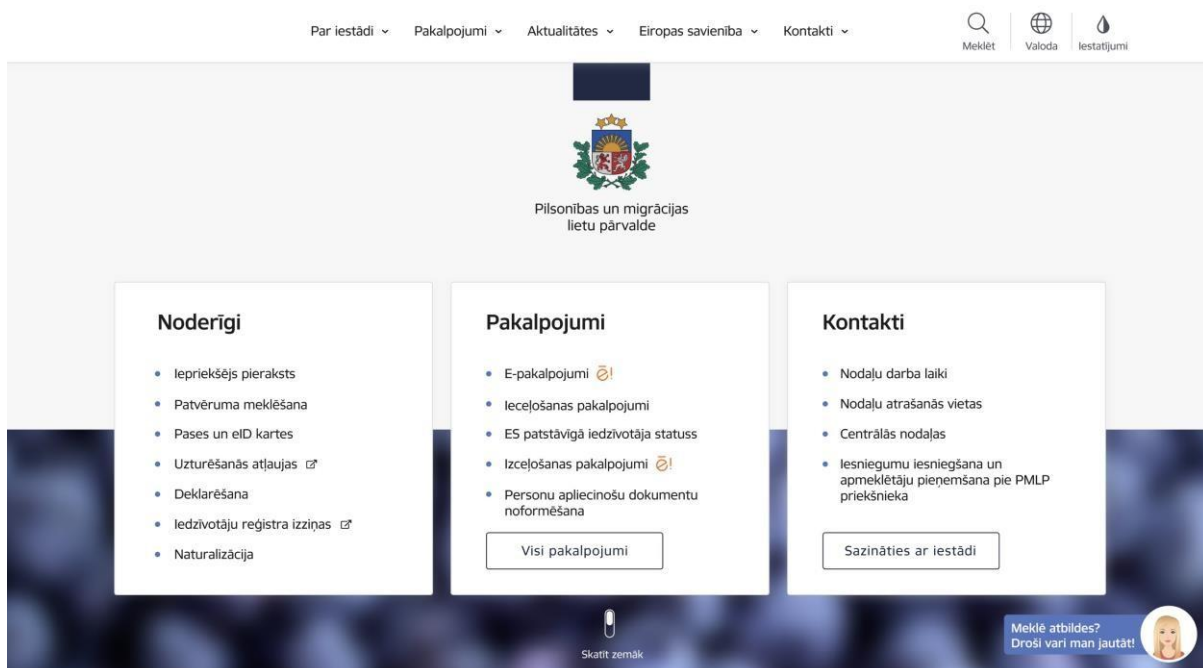 Par iestādi
Pakalpojumi
Aktualitātes
Eiropas savienība
Kontakti
Meklēt
Valoda
Iestatījumi
Pilsonības un migrācijas
lietu pārvalde
Noderīgi
Iepriekšējs pieraksts
Patvēruma meklēšana
Pases un eID kartes
Uzturēšanās atļaujas
Deklarēšana
Iedzīvotāju reģistra izziņas
Naturalizācija
Pakalpojumi
E-pakalpojumi ē!
Ieceļošanas pakalpojumi
ES patstāvīgā iedzīvotāja statuss
Izceļošanas pakalpojumi ē!
Personu apliecinošu dokumentu
noformēšana
Visi pakalpojumi
Kontakti
Nodaļu darba laiki
Nodaļu atrašanās vietas
Centrālās nodaļas
Iesniegumu iesniegšana un
apmeklētāju pieņemšana pie PMLP
priekšnieka
Sazināties ar iestādi
Skatīt zemāk
Meklē atbildes?
Droši vari man jautāt!